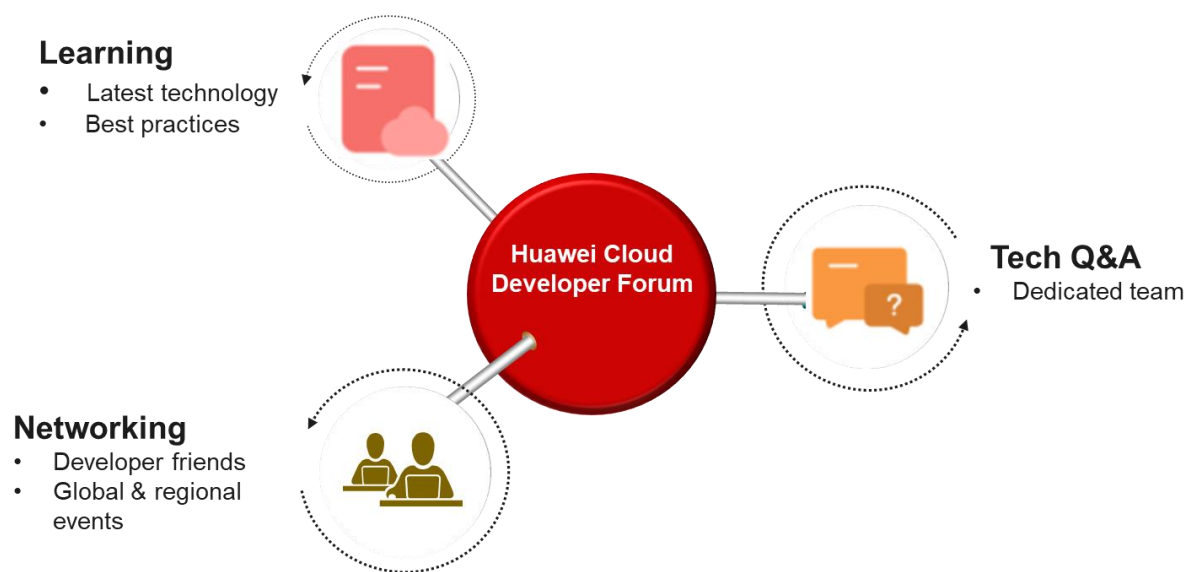 Learning
• Latest technology
• Best practices
Huawei Cloud
Developer Forum
?
Tech Q&A
• Dedicated team
Networking
• Developer friends
• Global & regional
events